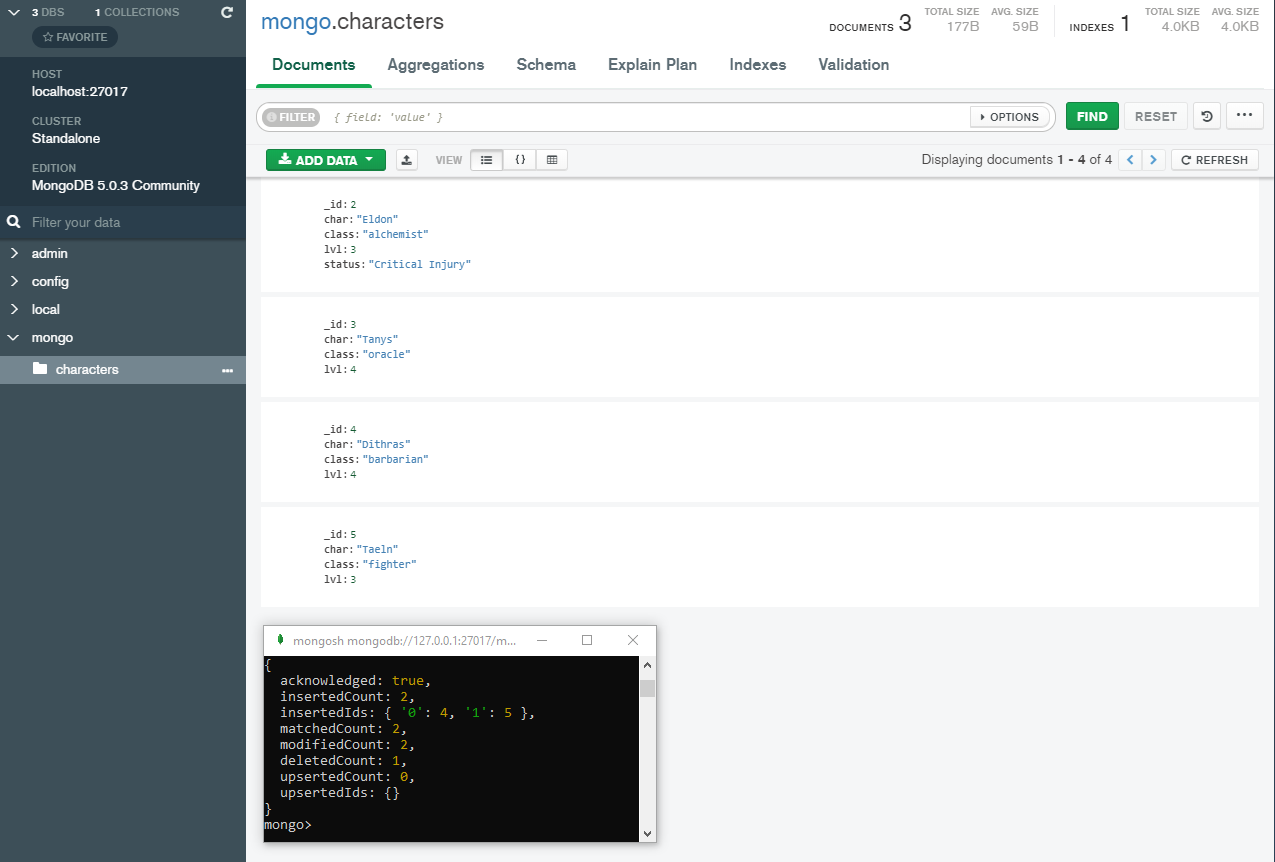 3 DBS 1 COLLECTIONS
FAVORITE
HOST
localhost:27017
CLUSTER
Standalone
EDITION
MongoDB 5.0.3 Community
Filter your data
admin
config
local
mongo
characters
mongo.characters
DOCUMENTS 3 TOTAL SIZE 177B AVG. SIZE 59B INDEXES 1 TOTAL SIZE 4.0KB AVG. SIZE 4.0KB
Documents Aggregations Schema Explain Plan Indexes Validation
FILTER { field: 'value' } OPTIONS FIND RESET
ADD DATA VIEW {} Displaying documents 1 - 4 of 4 REFRESH
_id: 2
char: "Eldon"
class: "alchemist"
lvl: 3
status: "Critical Injury"
_id: 3
char: "Tanys"
class: "oracle"
lvl: 4
_id: 4
char: "Dithras"
class: "barbarian"
lvl: 4
_id: 5
char: "Taeln"
class: "fighter"
lvl: 3
mongosh mongodb://127.0.0.1:27017/m...
{
acknowledged: true,
insertedCount: 2,
insertedIds: { '0': 4, '1': 5 },
matchedCount: 2,
modifiedCount: 2,
deletedCount: 1,
upsertedCount: 0,
upsertedIds: {}
}
mongo>